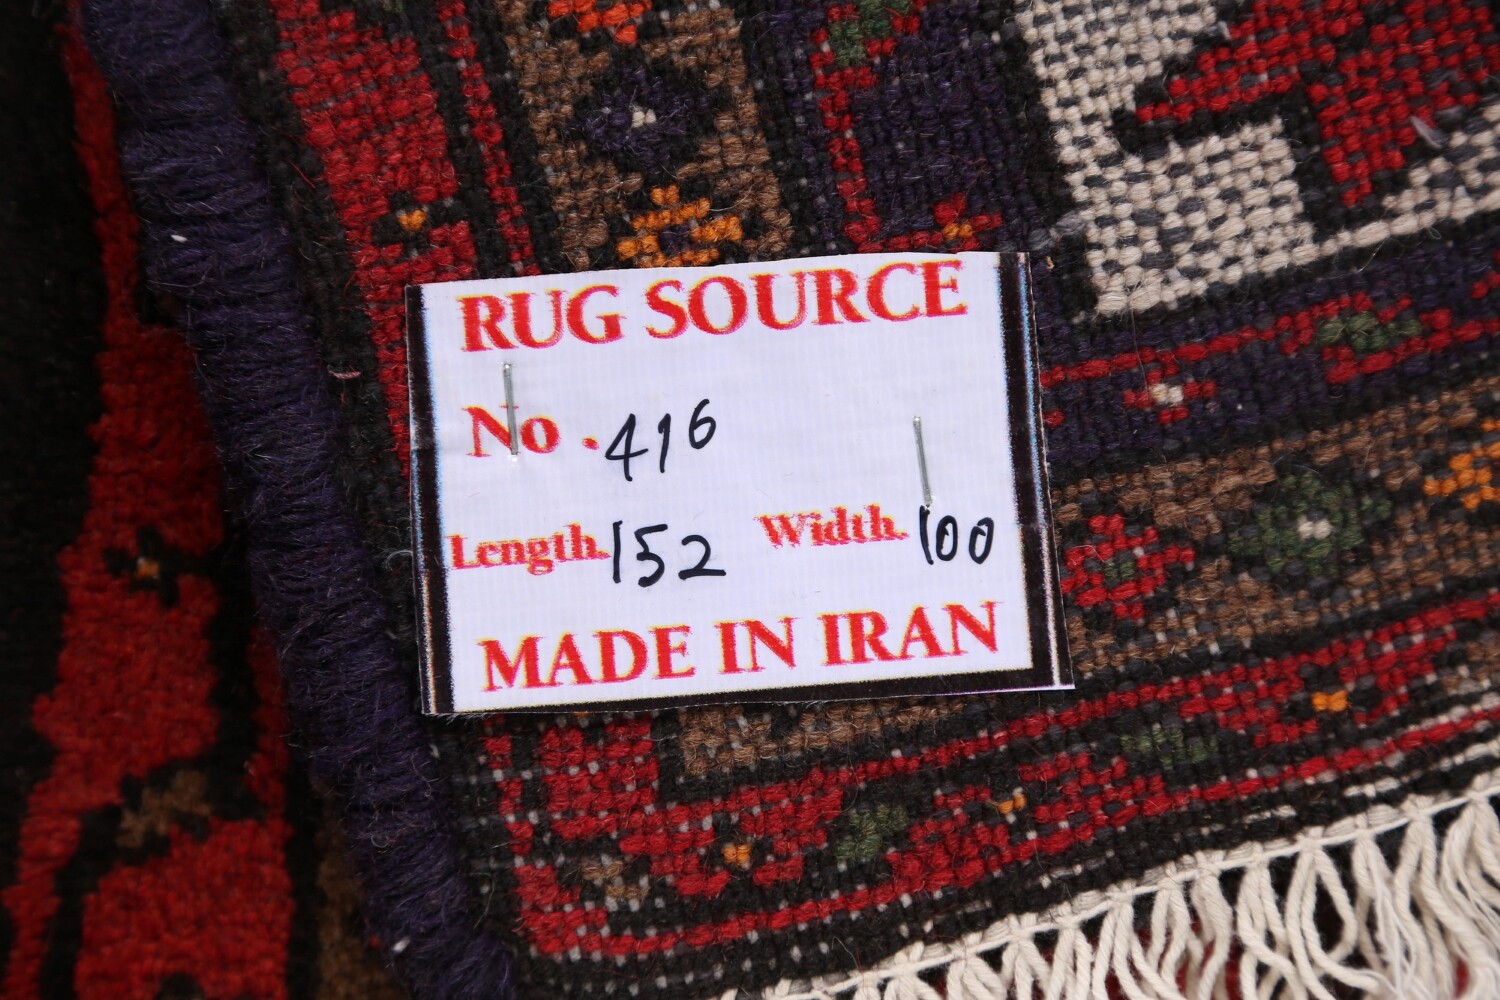 RUG SOURCE
No. 416
Length. 152 Width. 100
MADE IN IRAN